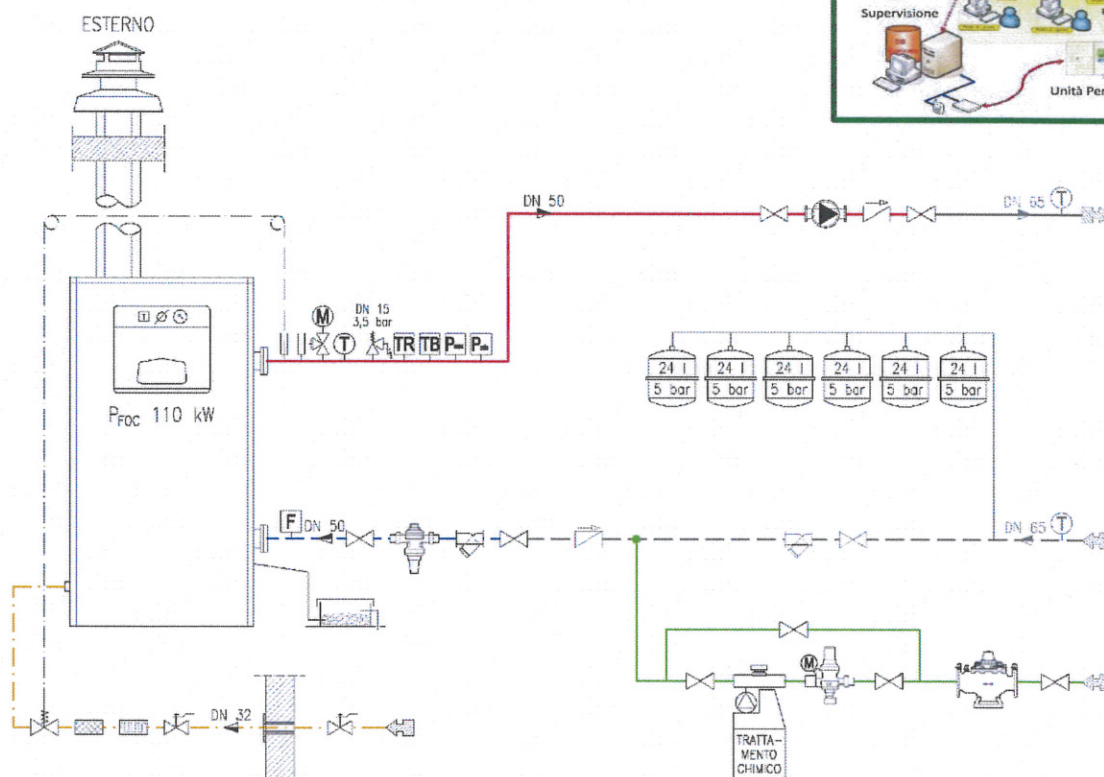 ESTERNO
Supervisione
Unità Per
DN 50
DN 65
T
M
DN 15
3,5 bar
T
TR
TB
P
P
P_FOC 110 kW
24 l
24 l
24 l
24 l
24 l
24 l
5 bar
5 bar
5 bar
5 bar
5 bar
5 bar
F
DN 50
DN 65
T
M
DN 32
TRATTA-
MENTO
CHIMICO